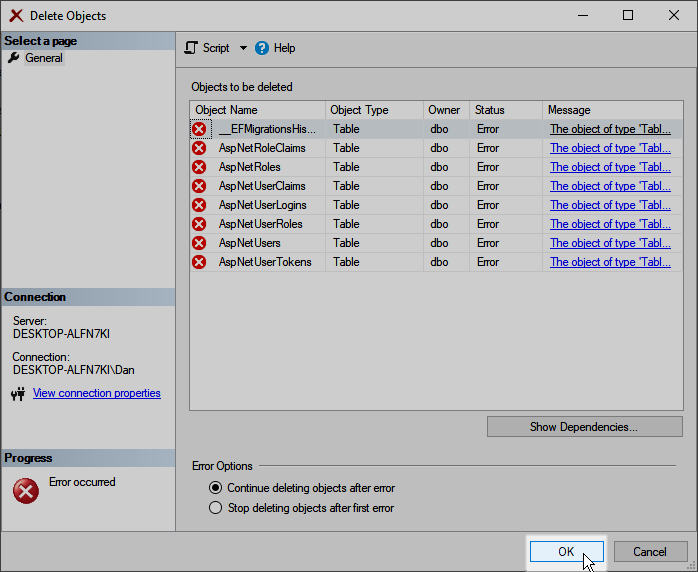 Delete Objects
Select a page
General
Script Help
Objects to be deleted
Object Name Object Type Owner Status Message
__EFMigrationsHis... Table dbo Error The object of type 'Tabl...
AspNetRoleClaims Table dbo Error The object of type 'Tabl...
AspNetRoles Table dbo Error The object of type 'Tabl...
AspNetUserClaims Table dbo Error The object of type 'Tabl...
AspNetUserLogins Table dbo Error The object of type 'Tabl...
AspNetUserRoles Table dbo Error The object of type 'Tabl...
AspNetUsers Table dbo Error The object of type 'Tabl...
AspNetUserTokens Table dbo Error The object of type 'Tabl...
Connection
Server:
DESKTOP-ALFN7KI
Connection:
DESKTOP-ALFN7KI\Dan
View connection properties
Show Dependencies...
Progress
Error occurred
Error Options
Continue deleting objects after error
Stop deleting objects after first error
OK Cancel